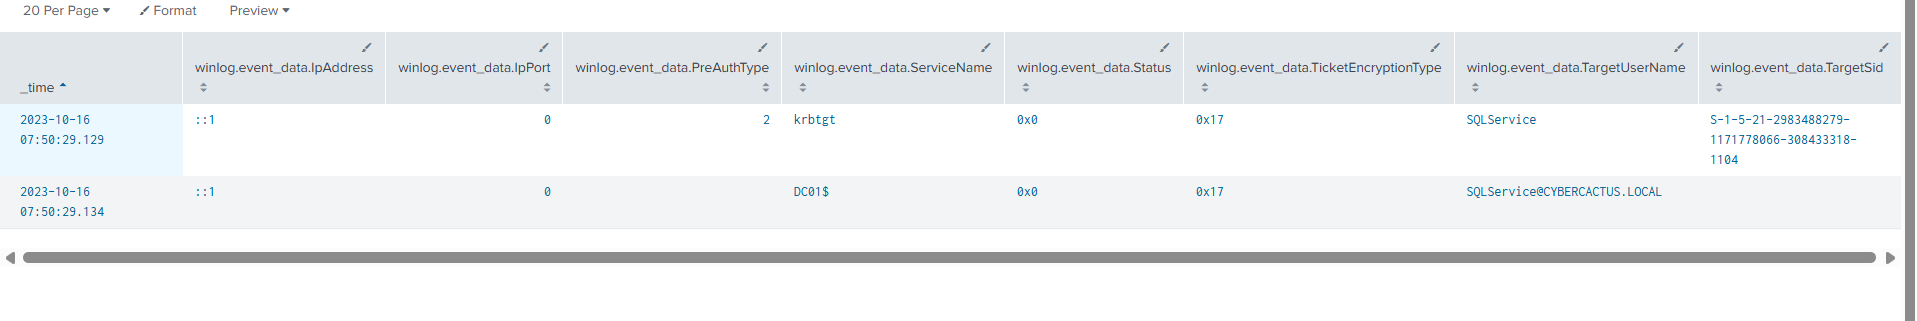 20 Per Page Format Preview
_time winlog.event_data.IpAddress winlog.event_data.IpPort winlog.event_data.PreAuthType winlog.event_data.ServiceName winlog.event_data.Status winlog.event_data.TicketEncryptionType winlog.event_data.TargetUserName winlog.event_data.TargetSid
2023-10-16 ::1 0 2 krbtgt 0x0 0x17 SQLService S-1-5-21-2983488279-
07:50:29.129 1171778066-308433318-
1104
2023-10-16 ::1 0 DC01$ 0x0 0x17 SQLService@CYBERCACTUS.LOCAL
07:50:29.134